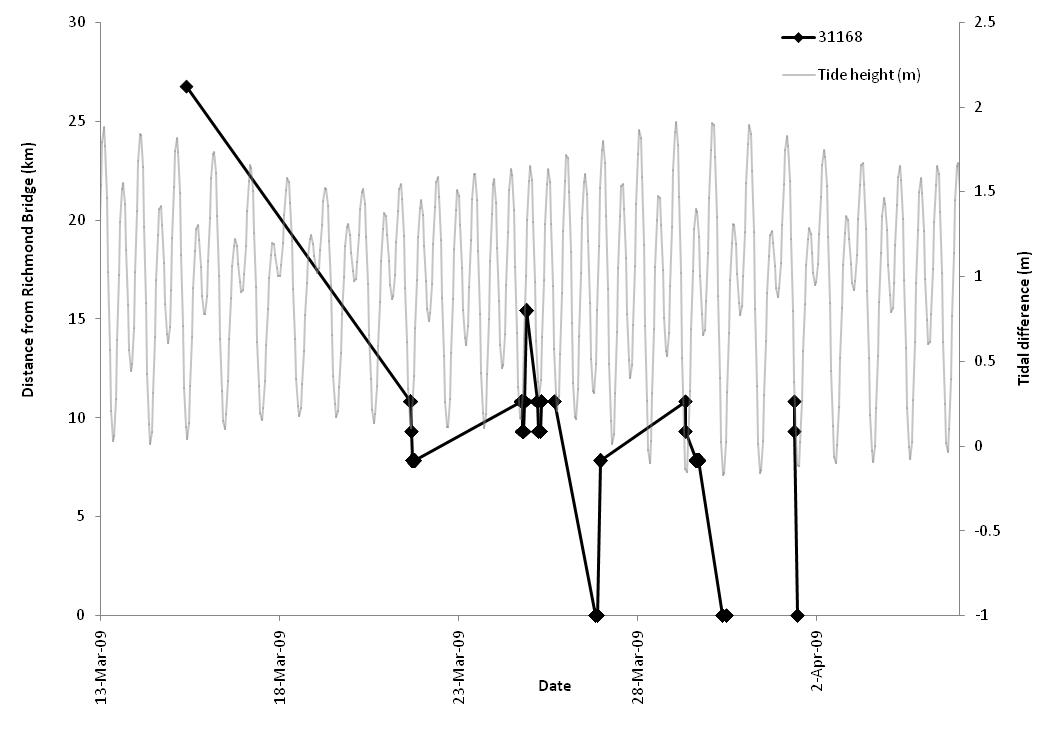 30
25
20
15
10
5
0
Distance from Richmond Bridge (km)
2.5
2
1.5
1
0.5
0
-0.5
-1
Tidal difference (m)
31168
Tide height (m)
13-Mar-09
18-Mar-09
23-Mar-09
28-Mar-09
2-Apr-09
Date